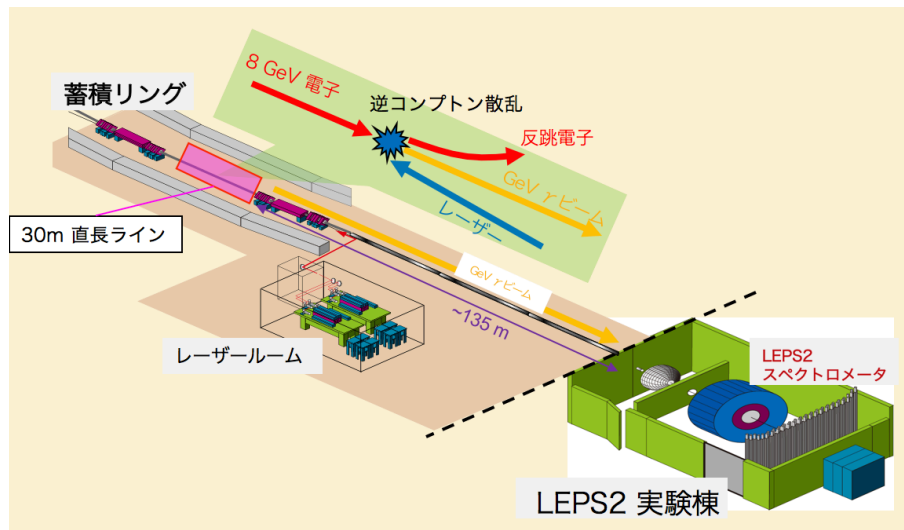 8 GeV 電子
蓄積リング
逆コンプトン散乱
反跳電子
GeV γビーム
レーザー
30m 直長ライン
GeV γビーム
~135 m
レーザールーム
LEPS2
スペクトロメータ
LEPS2 実験棟